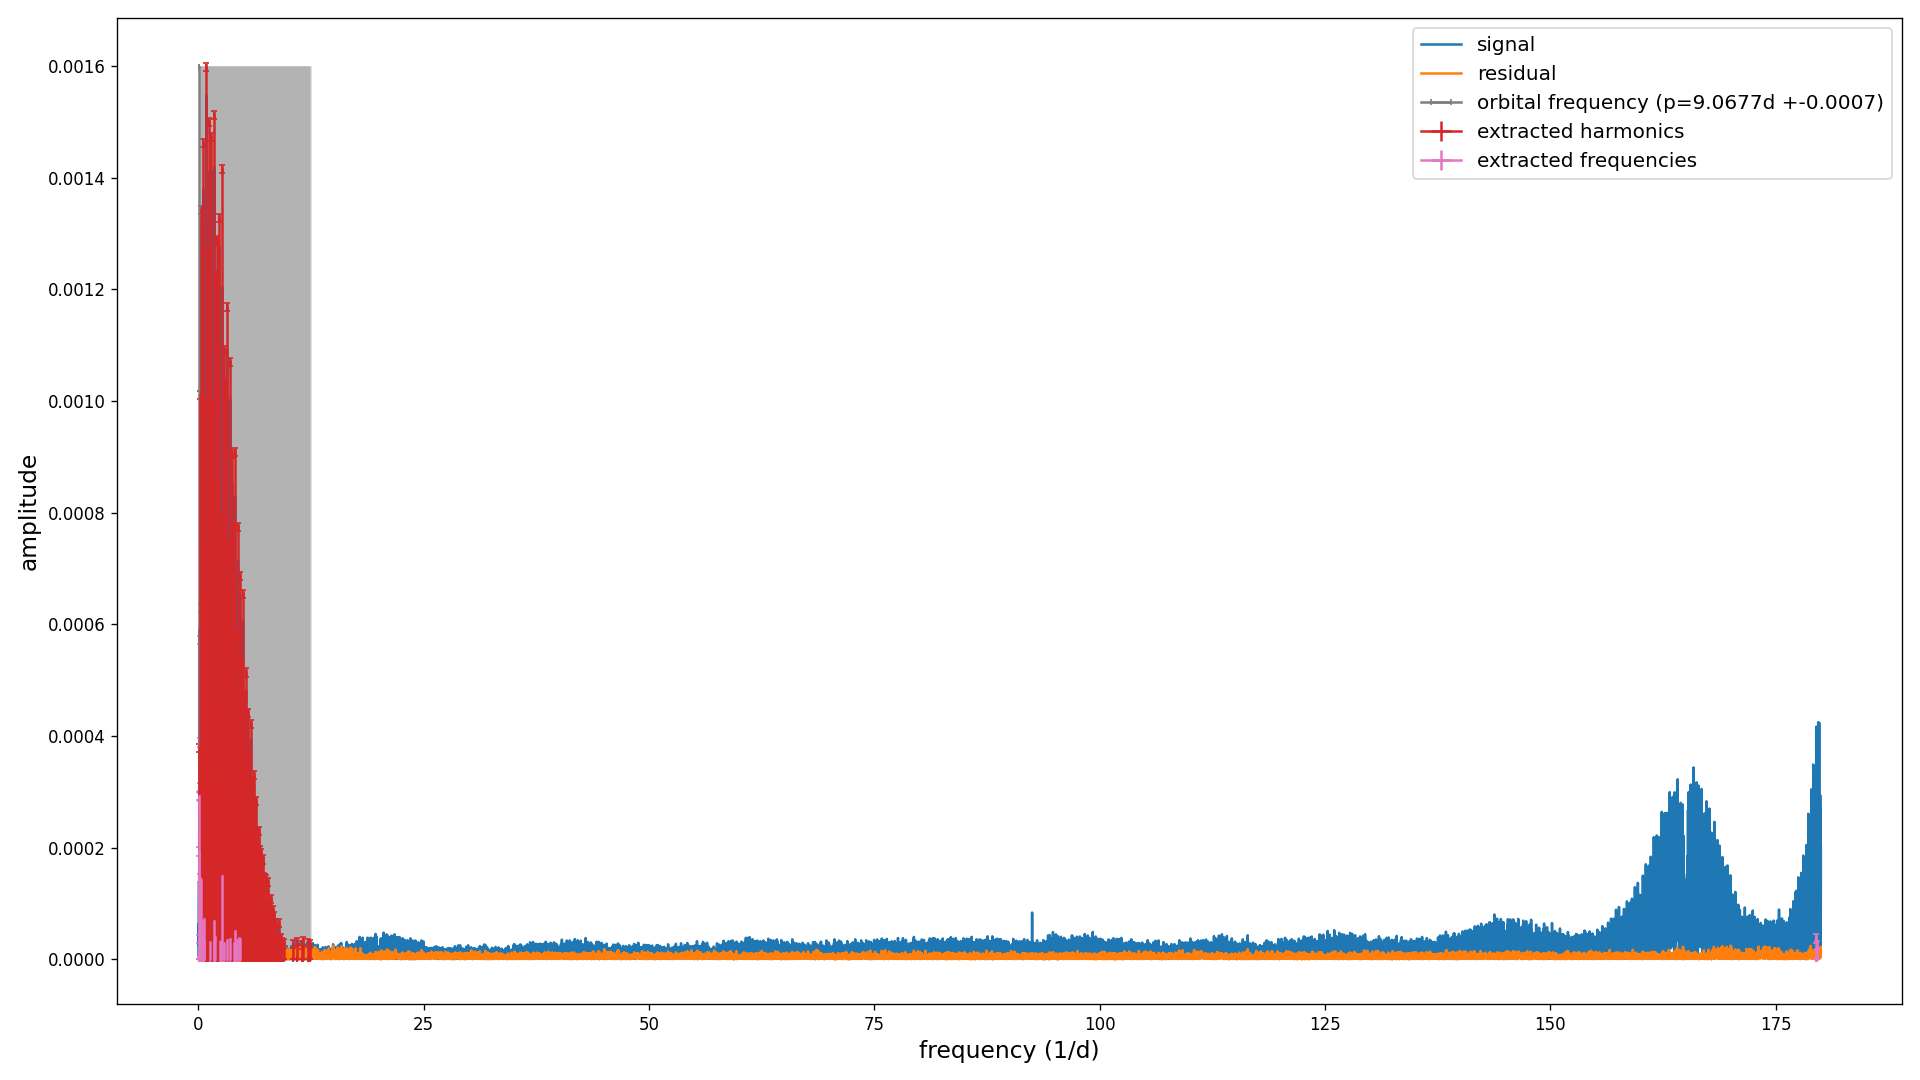 signal
residual
orbital frequency (p=9.0677d +-0.0007)
extracted harmonics
extracted frequencies
0.0016
0.0014
0.0012
0.0010
0.0008
0.0006
0.0004
0.0002
0.0000
amplitude
0 25 50 75 100 125 150 175
frequency (1/d)